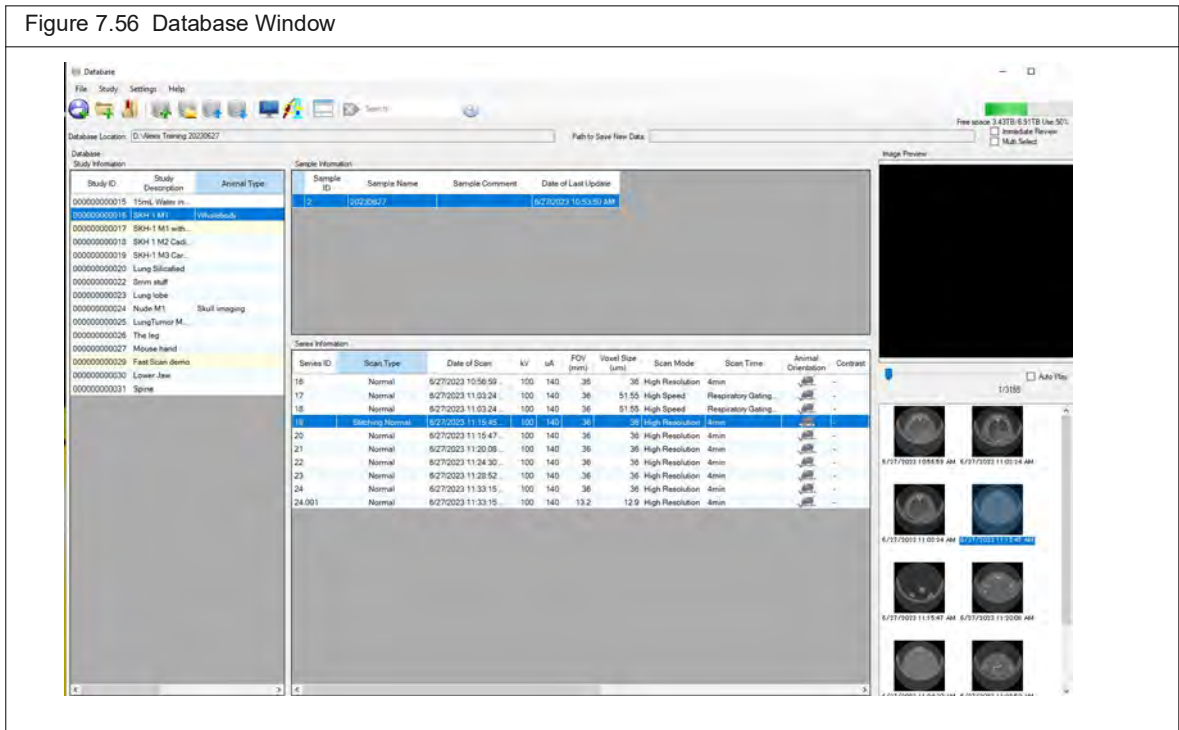 Figure 7.56 Database Window
Database
File Study Settings Help
Search
Free space 3.43TB/6.91TB Use 50%
Database Location: D:\Alexis Training 20230627 Path to Save New Data:
Immediate Review
Multi Select
Database
Study Information
Study ID Study Description Animal Type
000000000015 15mL Water in...
000000000016 SKH-1 M1 Wholebody
000000000017 SKH-1 M1 with...
000000000018 SKH-1 M2 Cadi...
000000000019 SKH-1 M3 Car...
000000000020 Lung Silicafied
000000000022 8mm stuff
000000000023 Lung lobe
000000000024 Nude M1 Skull imaging
000000000025 LungTumor M...
000000000026 The leg
000000000027 Mouse hand
000000000029 Fast Scan demo
000000000030 Lower Jaw
000000000031 Spine
Sample Information
Sample ID Sample Name Sample Comment Date of Last Update
2 20230627 6/27/2023 10:53:59 AM
Series Information
Series ID Scan Type Date of Scan kV uA FOV (mm) Voxel Size (um) Scan Mode Scan Time Animal Orientation Contrast
16 Normal 6/27/2023 10:56:59... 100 140 36 36 High Resolution 4min -
17 Normal 6/27/2023 11:03:24... 100 140 36 51.55 High Speed Respiratory Gating... -
18 Normal 6/27/2023 11:03:24... 100 140 36 51.55 High Speed Respiratory Gating... -
19 Stitching Normal 6/27/2023 11:15:45... 100 140 36 36 High Resolution 4min -
20 Normal 6/27/2023 11:15:47... 100 140 36 36 High Resolution 4min -
21 Normal 6/27/2023 11:20:08... 100 140 36 36 High Resolution 4min -
22 Normal 6/27/2023 11:24:30... 100 140 36 36 High Resolution 4min -
23 Normal 6/27/2023 11:28:52... 100 140 36 36 High Resolution 4min -
24 Normal 6/27/2023 11:33:15... 100 140 36 36 High Resolution 4min -
24.001 Normal 6/27/2023 11:33:15... 100 140 13.2 12.9 High Resolution 4min -
Image Preview
Auto Play
1/3155
6/27/2023 10:56:59 AM 6/27/2023 11:03:24 AM
6/27/2023 11:03:24 AM 6/27/2023 11:15:45 AM
6/27/2023 11:15:47 AM 6/27/2023 11:20:08 AM